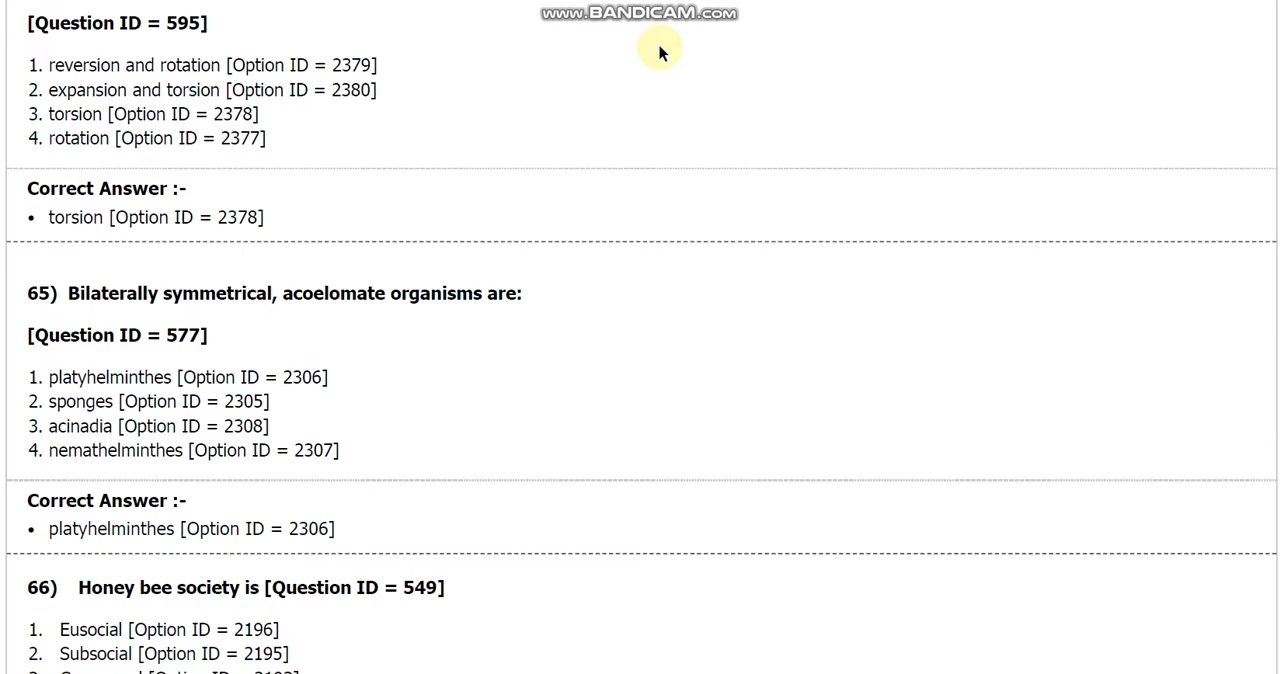 www.BANDICAM.com
[Question ID = 595]
1. reversion and rotation [Option ID = 2379]
2. expansion and torsion [Option ID = 2380]
3. torsion [Option ID = 2378]
4. rotation [Option ID = 2377]
Correct Answer :-
• torsion [Option ID = 2378]
65) Bilaterally symmetrical, acoelomate organisms are:
[Question ID = 577]
1. platyhelminthes [Option ID = 2306]
2. sponges [Option ID = 2305]
3. acinadia [Option ID = 2308]
4. nemathelminthes [Option ID = 2307]
Correct Answer :-
• platyhelminthes [Option ID = 2306]
66) Honey bee society is [Question ID = 549]
1. Eusocial [Option ID = 2196]
2. Subsocial [Option ID = 2195]